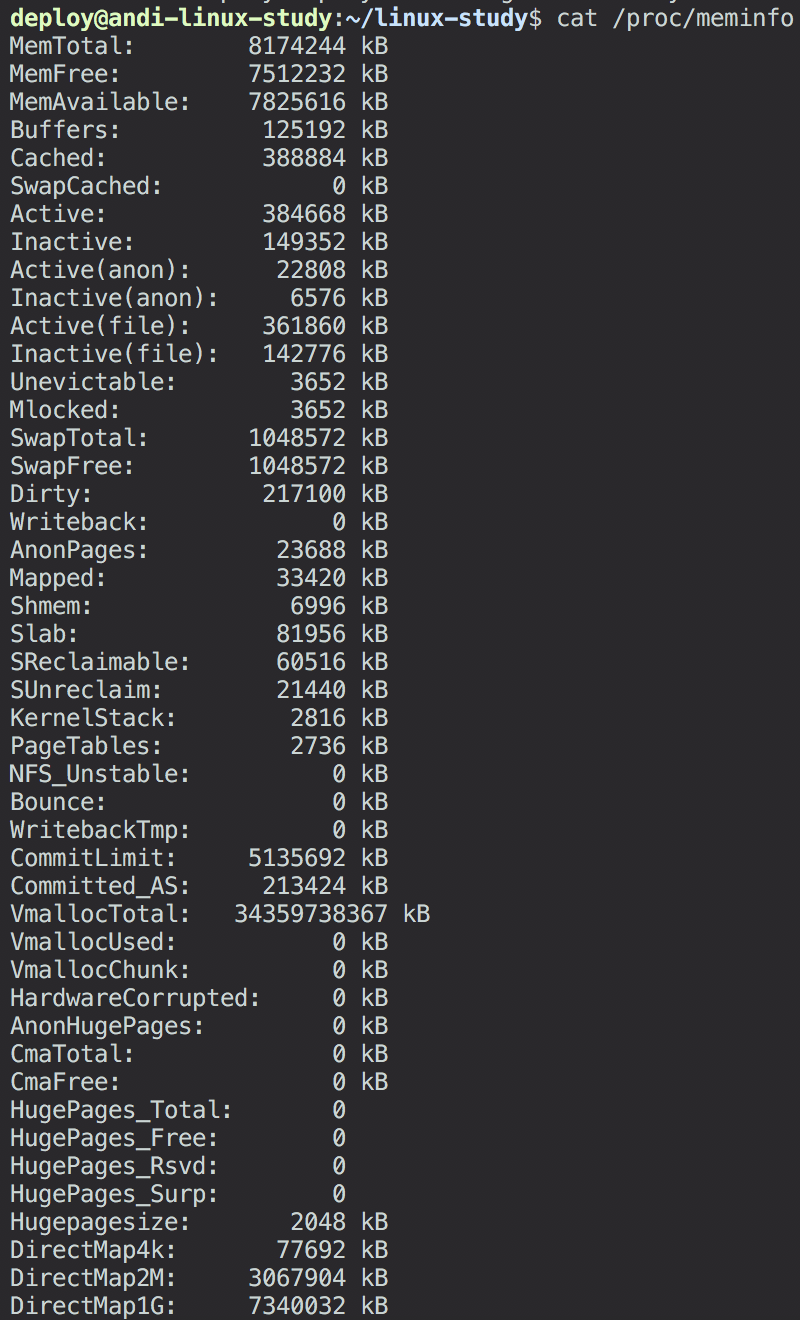 deploy@andi-linux-study:~/linux-study$ cat /proc/meminfo
MemTotal:        8174244 kB
MemFree:         7512232 kB
MemAvailable:    7825616 kB
Buffers:          125192 kB
Cached:           388884 kB
SwapCached:            0 kB
Active:           384668 kB
Inactive:         149352 kB
Active(anon):      22808 kB
Inactive(anon):     6576 kB
Active(file):     361860 kB
Inactive(file):   142776 kB
Unevictable:        3652 kB
Mlocked:            3652 kB
SwapTotal:       1048572 kB
SwapFree:        1048572 kB
Dirty:            217100 kB
Writeback:             0 kB
AnonPages:         23688 kB
Mapped:            33420 kB
Shmem:              6996 kB
Slab:              81956 kB
SReclaimable:      60516 kB
SUnreclaim:        21440 kB
KernelStack:        2816 kB
PageTables:         2736 kB
NFS_Unstable:          0 kB
Bounce:                0 kB
WritebackTmp:          0 kB
CommitLimit:     5135692 kB
Committed_AS:     213424 kB
VmallocTotal:   34359738367 kB
VmallocUsed:           0 kB
VmallocChunk:          0 kB
HardwareCorrupted:     0 kB
AnonHugePages:         0 kB
CmaTotal:              0 kB
CmaFree:               0 kB
HugePages_Total:       0
HugePages_Free:        0
HugePages_Rsvd:        0
HugePages_Surp:        0
Hugepagesize:       2048 kB
DirectMap4k:       77692 kB
DirectMap2M:     3067904 kB
DirectMap1G:     7340032 kB